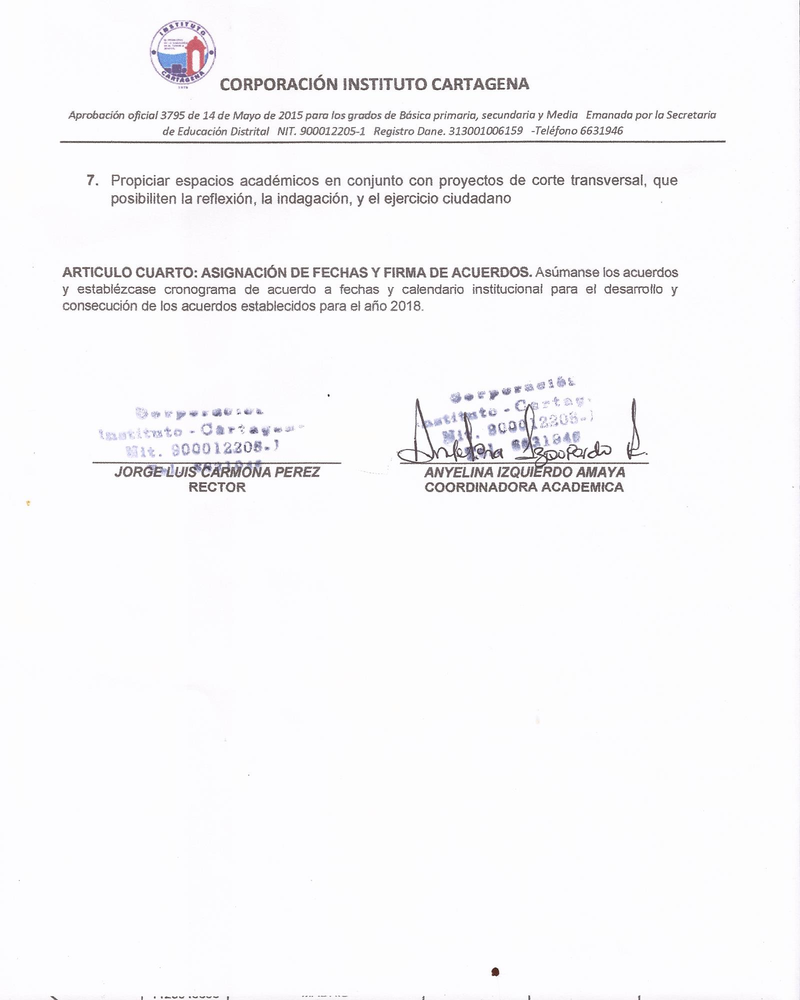 INSTITUTO
CARTAGENA
CORPORACIÓN INSTITUTO CARTAGENA
Aprobación oficial 3795 de 14 de Mayo de 2015 para los grados de Básica primaria, secundaria y Media Emanada por la Secretaria
de Educación Distrital NIT. 900012205-1 Registro Dane. 313001006159 -Teléfono 6631946
7. Propiciar espacios académicos en conjunto con proyectos de corte transversal, que
posibiliten la reflexión, la indagación, y el ejercicio ciudadano
ARTICULO CUARTO: ASIGNACIÓN DE FECHAS Y FIRMA DE ACUERDOS. Asúmanse los acuerdos
y establézcase cronograma de acuerdo a fechas y calendario institucional para el desarrollo y
consecución de los acuerdos establecidos para el año 2018.
Corporación
Instituto - Cartagena
Nit. 900012205-1
JORGE LUIS CARMONA PEREZ
RECTOR
Corporación
Instituto - Cartag
Nit. 900012205-1
Tel. 6631946
Anyelina Izquierdo A.
ANYELINA IZQUIERDO AMAYA
COORDINADORA ACADEMICA